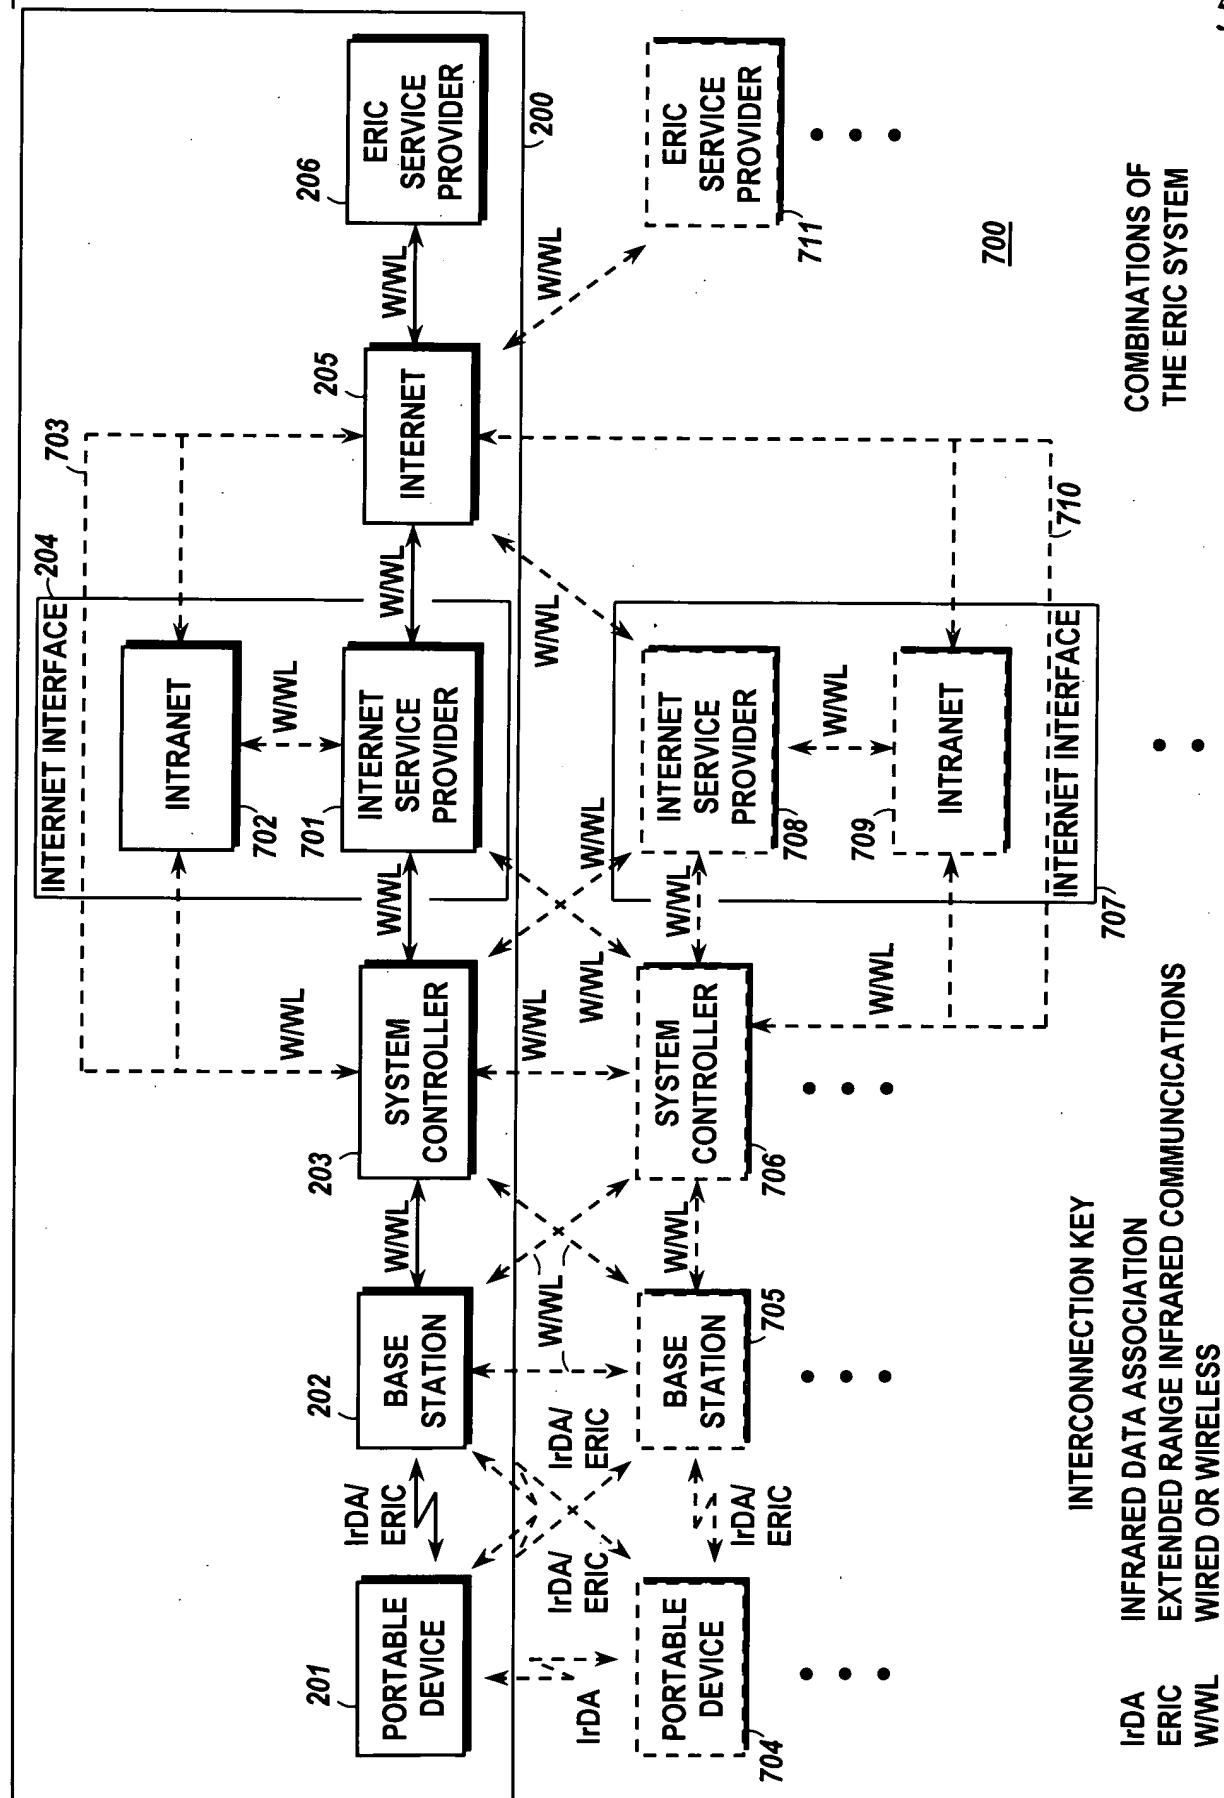 INTERNET INTERFACE
204
703
INTRANET
702
W/WL
W/WL
701
INTERNET
SERVICE
PROVIDER
201
PORTABLE
DEVICE
IrDA/
ERIC
202
BASE
STATION
W/WL
203
SYSTEM
CONTROLLER
W/WL
W/WL
205
INTERNET
W/WL
206
ERIC
SERVICE
PROVIDER
200
IrDA
IrDA/
ERIC
IrDA/
ERIC
W/WL
W/WL
W/WL
W/WL
W/WL
W/WL
704
PORTABLE
DEVICE
IrDA/
ERIC
705
BASE
STATION
W/WL
706
SYSTEM
CONTROLLER
W/WL
708
INTERNET
SERVICE
PROVIDER
711
ERIC
SERVICE
PROVIDER
W/WL
W/WL
709
INTRANET
710
INTERNET INTERFACE
707
700
INTERCONNECTION KEY
IrDA INFRARED DATA ASSOCIATION
ERIC EXTENDED RANGE INFRARED COMMUNCICATIONS
W/WL WIRED OR WIRELESS
COMBINATIONS OF
THE ERIC SYSTEM